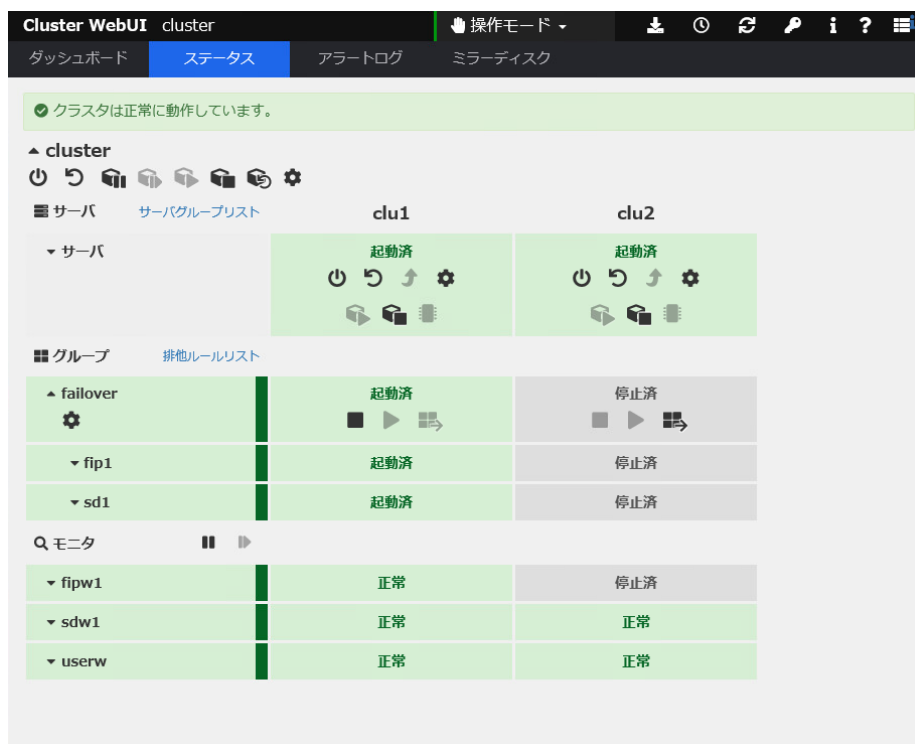 Cluster WebUI cluster 操作モード
ダッシュボード ステータス アラートログ ミラーディスク
クラスタは正常に動作しています。
cluster
サーバ サーバグループリスト clu1 clu2
サーバ 起動済 起動済
グループ 排他ルールリスト
failover 起動済 停止済
fip1 起動済 停止済
sd1 起動済 停止済
モニタ
fipw1 正常 停止済
sdw1 正常 正常
userw 正常 正常